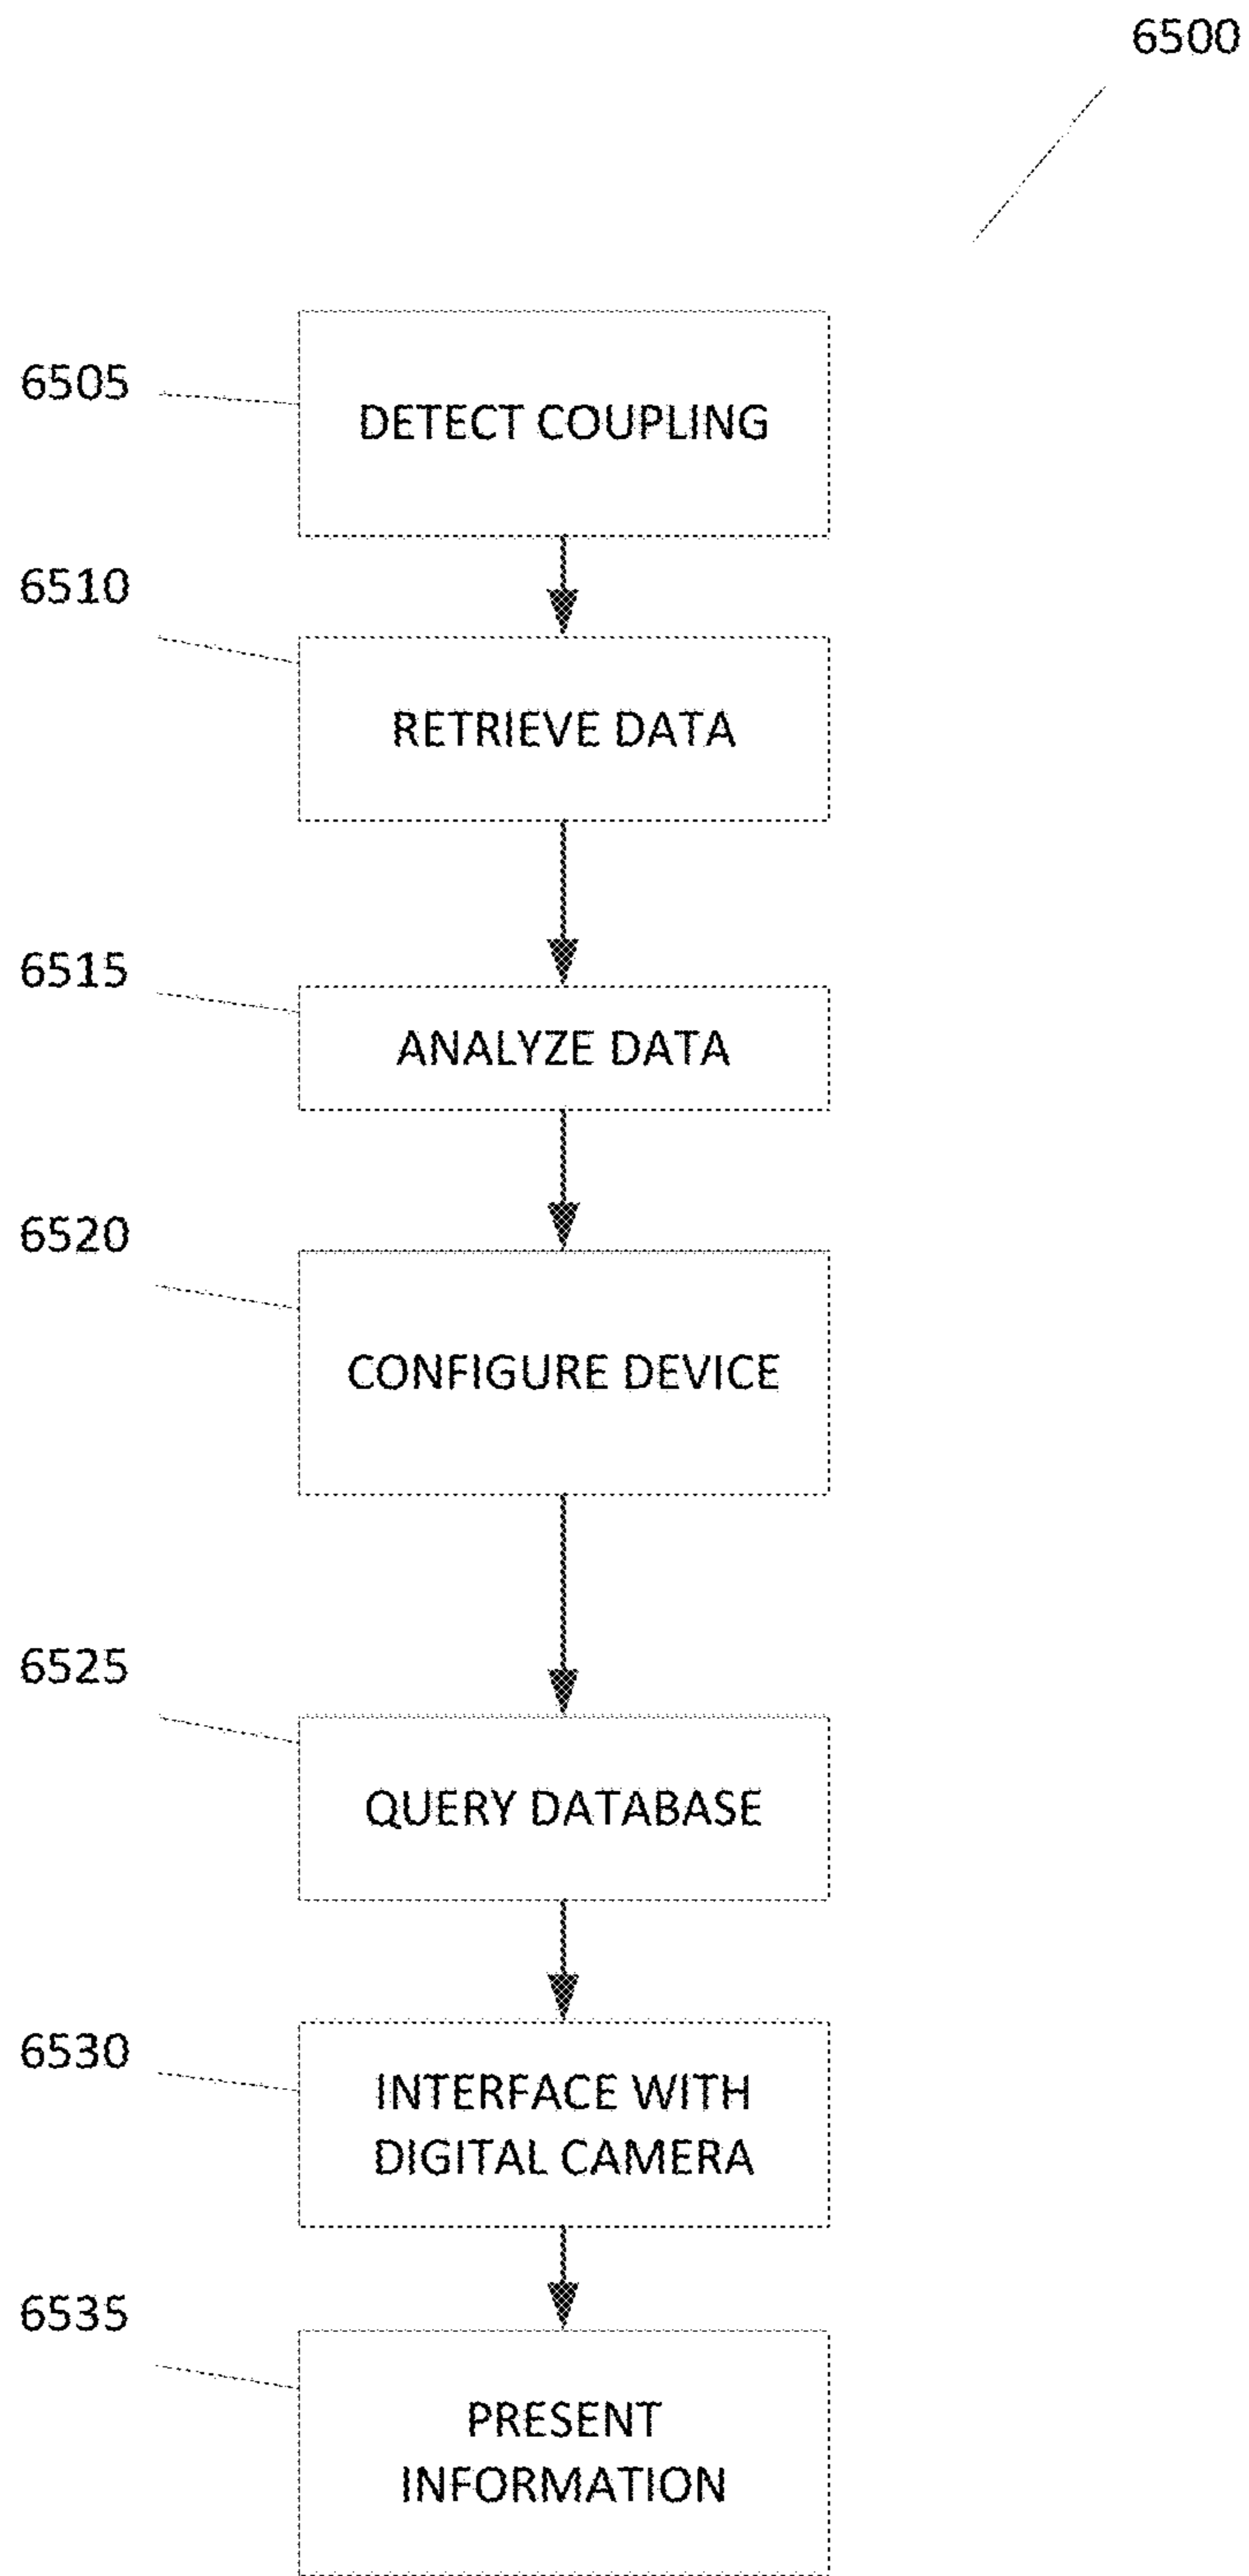 6500
6505
DETECT COUPLING
6510
RETRIEVE DATA
6515
ANALYZE DATA
6520
CONFIGURE DEVICE
6525
QUERY DATABASE
6530
INTERFACE WITH
DIGITAL CAMERA
6535
PRESENT
INFORMATION